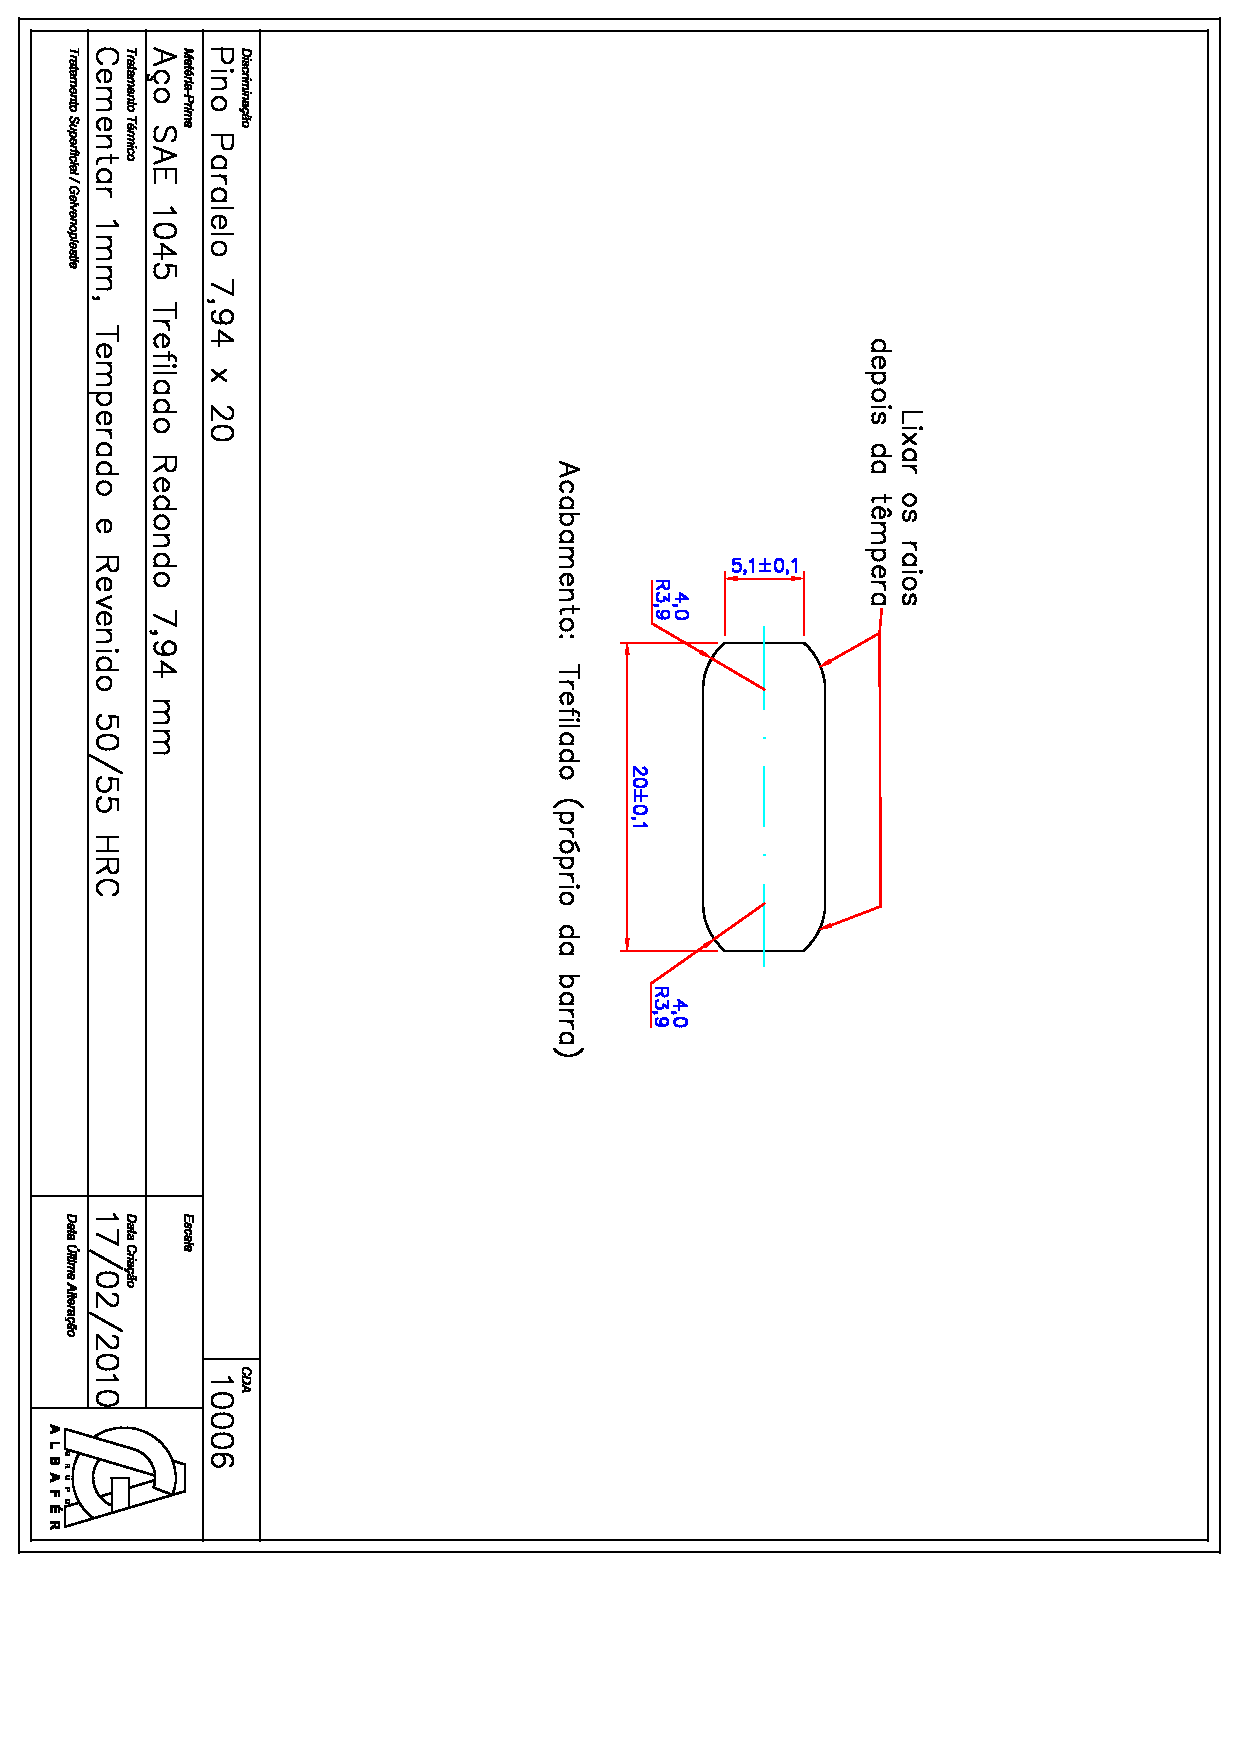 Lixar os raios
depois da têmpera
5,1±0,1
4,0
R3,9
20±0,1
4,0
R3,9
Acabamento: Trefilado (próprio da barra)
Discriminação
Pino Paralelo 7,94 x 20
CDA
10006
Matéria-Prima
Aço SAE 1045 Trefilado Redondo 7,94 mm
Escala
Tratamento Térmico
Cementar 1mm, Temperado e Revenido 50/55 HRC
Data Criação
17/02/2010
Tratamento Superficial / Galvanoplastia
Data Última Alteração
GRUPO
ALBAFÉR